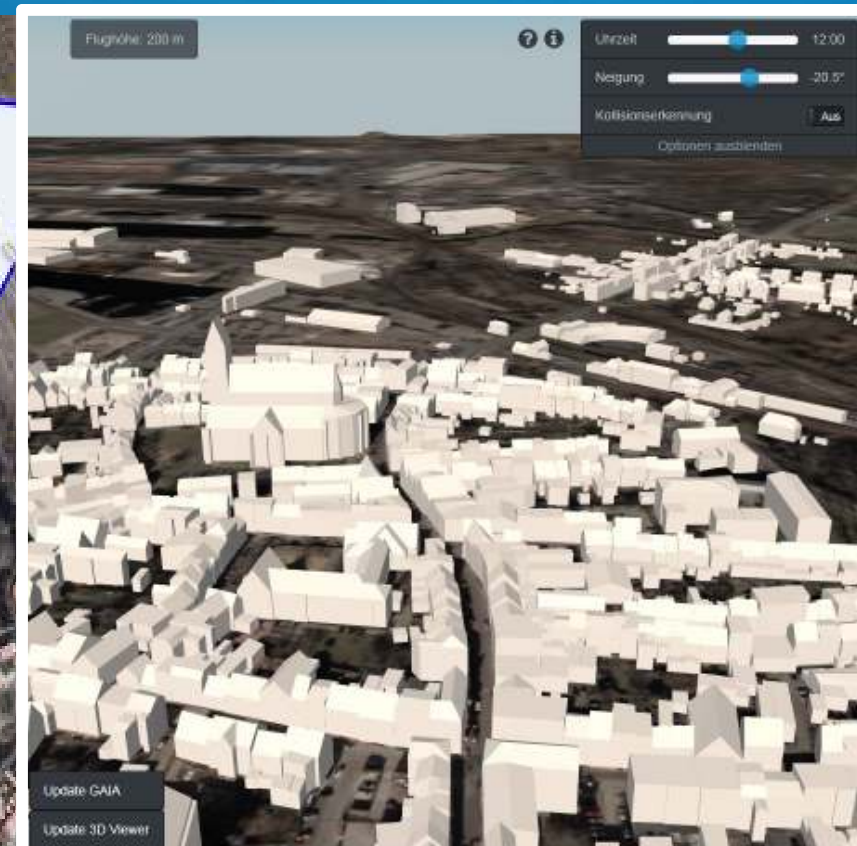 Flughöhe: 200 m
Uhrzeit 12:00
Neigung -20.5°
Kollisionserkennung Aus
Optionen ausblenden
Update GAIA
Update 3D Viewer